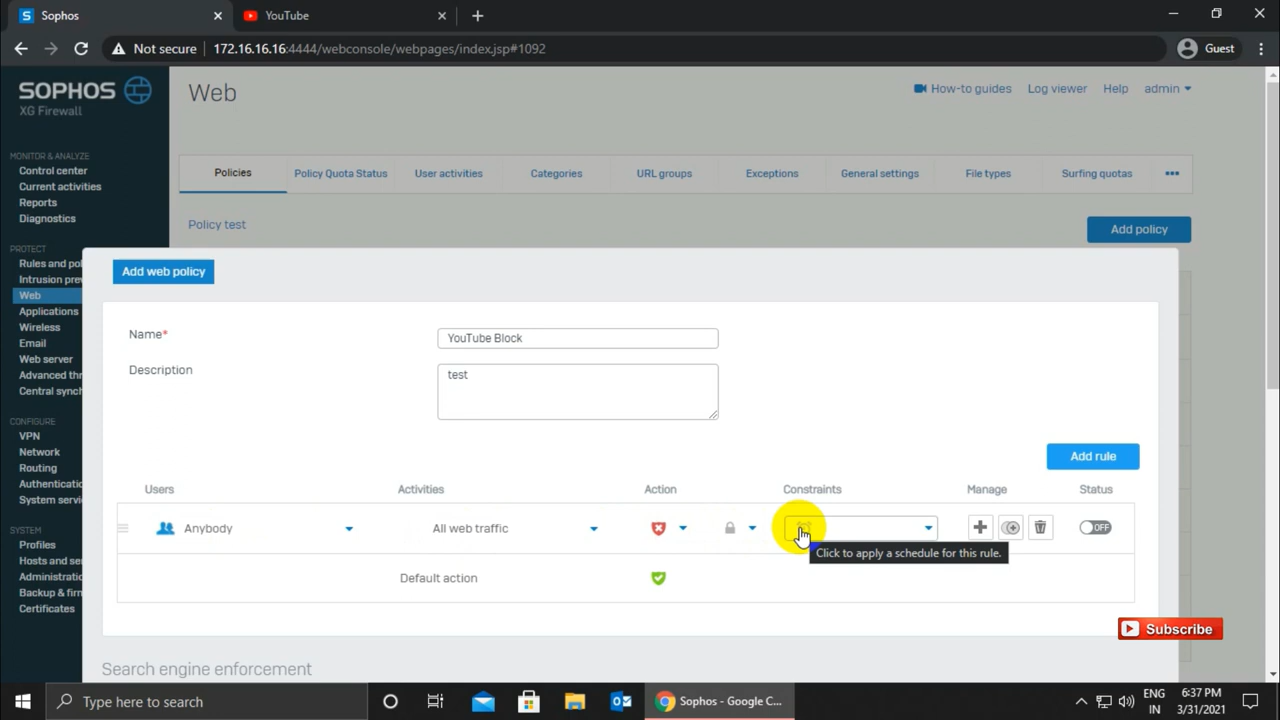 Sophos
YouTube
Not secure
172.16.16.16:4444/webconsole/webpages/index.jsp#1092
Guest
SOPHOS
XG Firewall
Web
How-to guides
Log viewer
Help
admin
MONITOR & ANALYZE
Control center
Current activities
Reports
Diagnostics
PROTECT
Rules and pol
Intrusion prev
Web
Applications
Wireless
Email
Web server
Advanced thr
Central synch
CONFIGURE
VPN
Network
Routing
Authenticatio
System servi
SYSTEM
Profiles
Hosts and se
Administratio
Backup & firm
Certificates
Policies
Policy Quota Status
User activities
Categories
URL groups
Exceptions
General settings
File types
Surfing quotas
Policy test
Add policy
Add web policy
Name*
YouTube Block
Description
test
Add rule
Users
Activities
Action
Constraints
Manage
Status
Anybody
All web traffic
OFF
Click to apply a schedule for this rule.
Default action
Subscribe
Search engine enforcement
Type here to search
Sophos - Google C...
ENG
IN
6:37 PM
3/31/2021